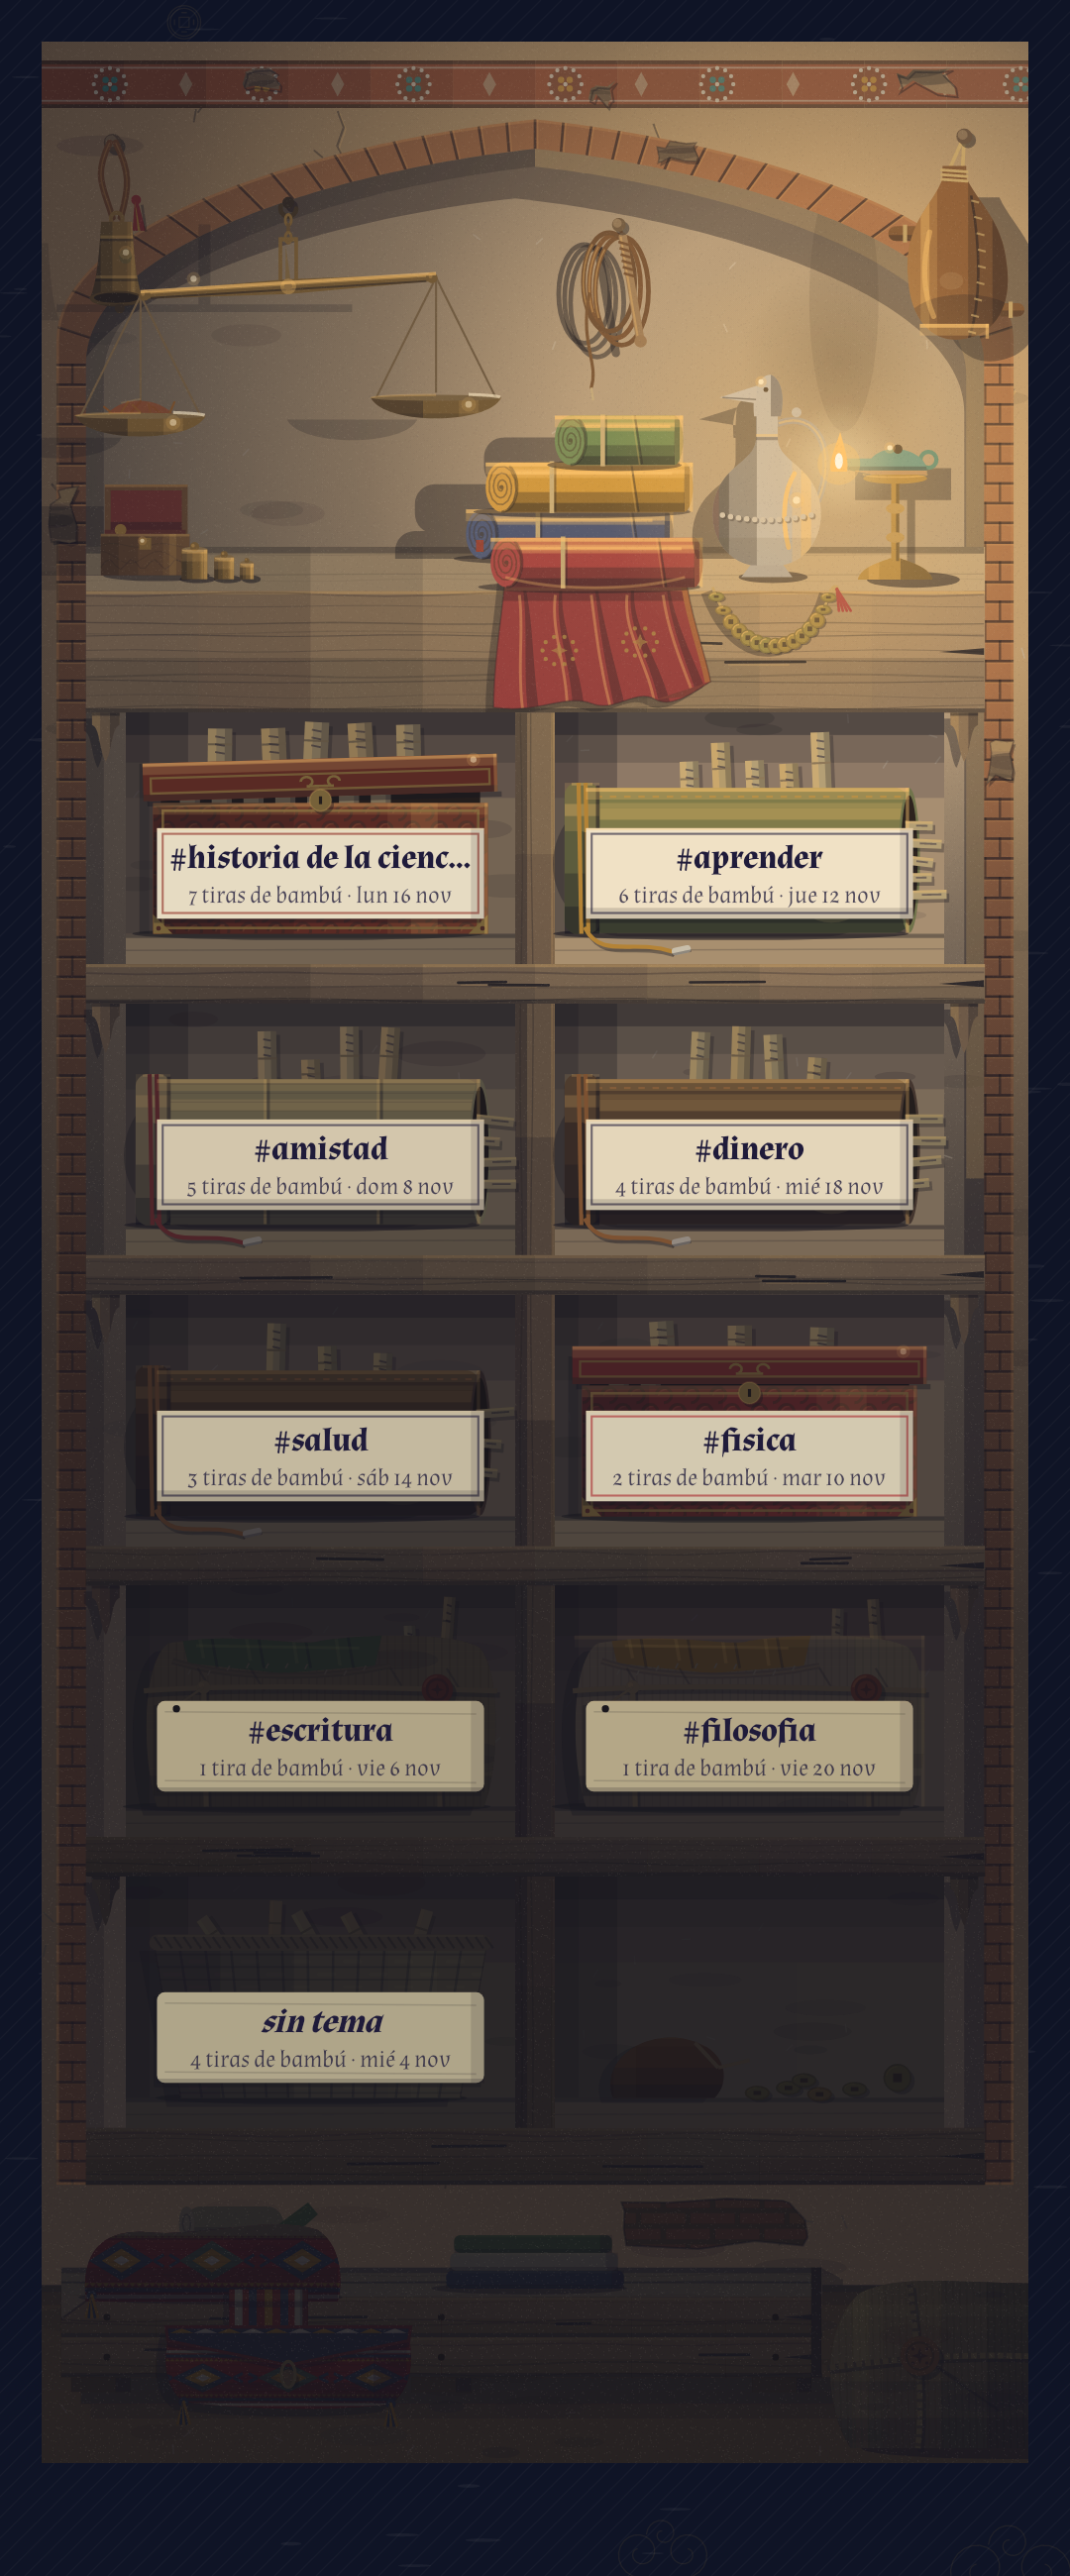 #historia de la cienc...
7 tiras de bambú · lun 16 nov
#aprender
6 tiras de bambú · jue 12 nov
#amistad
5 tiras de bambú · dom 8 nov
#dinero
4 tiras de bambú · mié 18 nov
#salud
3 tiras de bambú · sáb 14 nov
#fisica
2 tiras de bambú · mar 10 nov
#escritura
1 tira de bambú · vie 6 nov
#filosofia
1 tira de bambú · vie 20 nov
sin tema
4 tiras de bambú · mié 4 nov